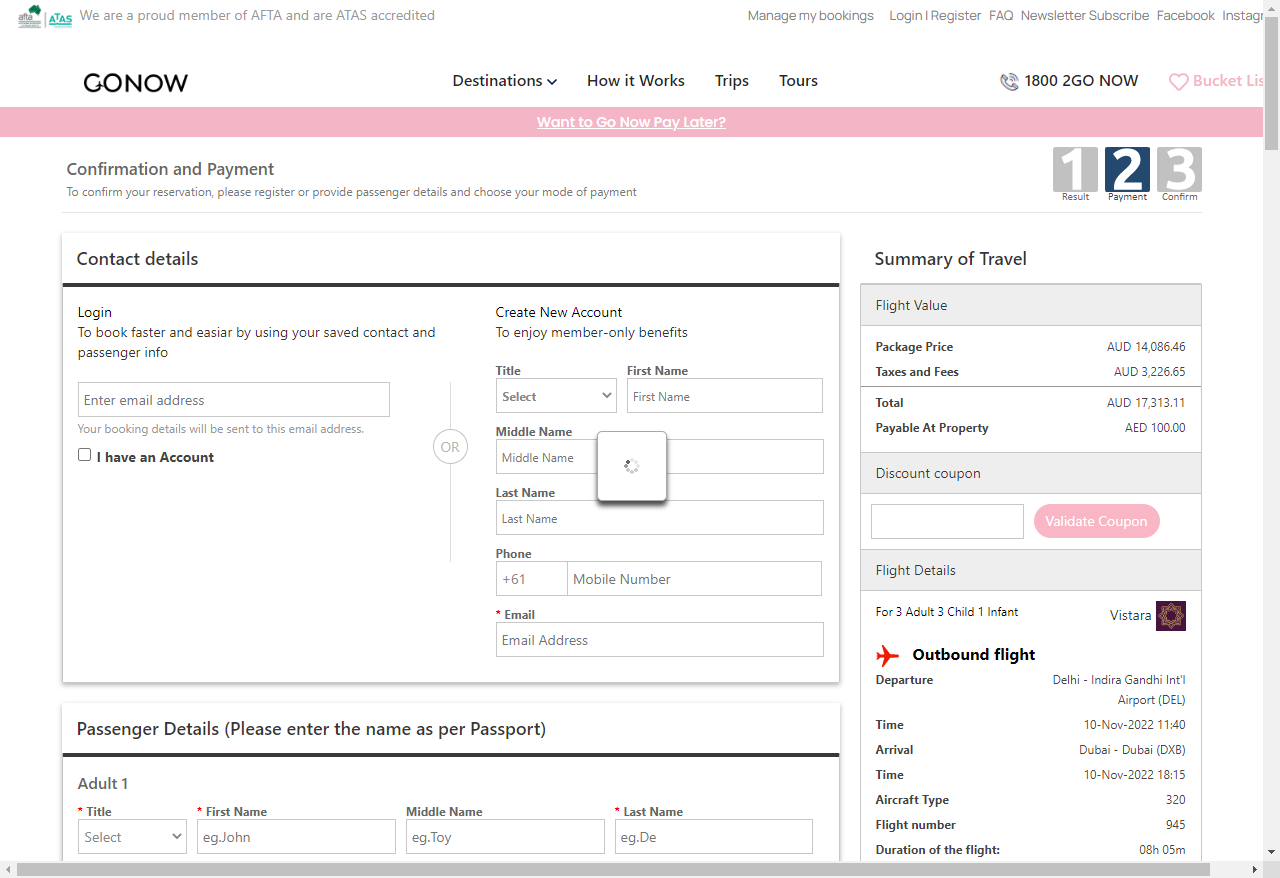 afta
ATAS
We are a proud member of AFTA and are ATAS accredited
Manage my bookings Login | Register FAQ Newsletter Subscribe Facebook Instagr
GONOW
Destinations How it Works Trips Tours
1800 2GO NOW
Bucket Lis
Want to Go Now Pay Later?
Confirmation and Payment
To confirm your reservation, please register or provide passenger details and choose your mode of payment
1 2 3
Result Payment Confirm
Contact details
Login
To book faster and easiar by using your saved contact and
passenger info
Enter email address
Your booking details will be sent to this email address.
I have an Account
OR
Create New Account
To enjoy member-only benefits
Title First Name
Select First Name
Middle Name
Middle Name
Last Name
Last Name
Phone
+61 Mobile Number
* Email
Email Address
Passenger Details (Please enter the name as per Passport)
Adult 1
* Title * First Name Middle Name * Last Name
Select eg.John eg.Toy eg.De
Summary of Travel
Flight Value
Package Price AUD 14,086.46
Taxes and Fees AUD 3,226.65
Total AUD 17,313.11
Payable At Property AED 100.00
Discount coupon
Validate Coupon
Flight Details
For 3 Adult 3 Child 1 Infant Vistara
Outbound flight
Departure Delhi - Indira Gandhi Int'l
Airport (DEL)
Time 10-Nov-2022 11:40
Arrival Dubai - Dubai (DXB)
Time 10-Nov-2022 18:15
Aircraft Type 320
Flight number 945
Duration of the flight: 08h 05m